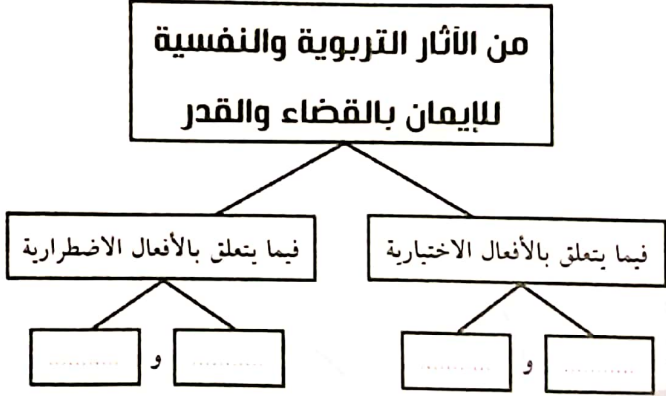 من الآثار التربوية والنفسية
للإيمان بالقضاء والقدر
فيما يتعلق بالأفعال الاختيارية
فيما يتعلق بالأفعال الاضطرارية
........... و ...........
........... و ...........